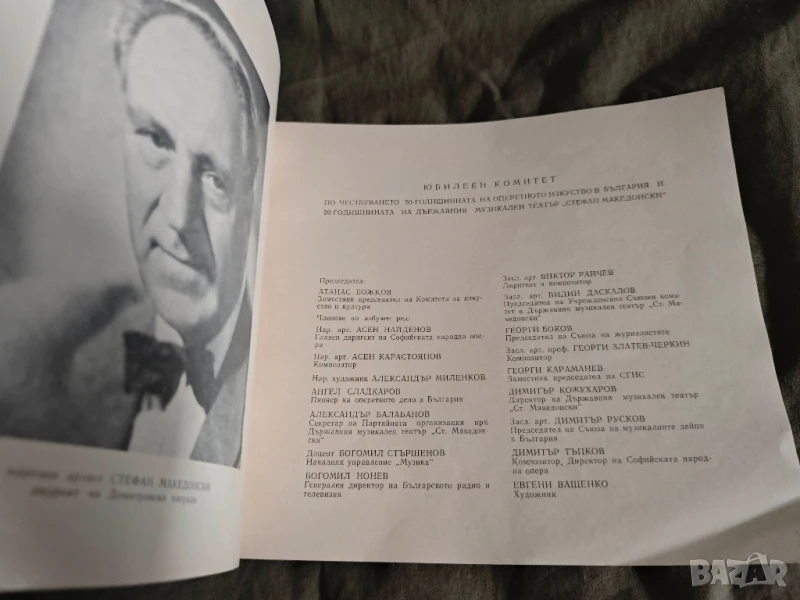 ЮБИЛЕЕН КОМИТЕТ
ПО ЧЕСТВУВАНЕТО 50-ГОДИШНИНАТА НА ОПЕРЕТНОТО ИЗКУСТВО В БЪЛГАРИЯ И
20-ГОДИШНИНАТА НА ДЪРЖАВНИЯ МУЗИКАЛЕН ТЕАТЪР „СТЕФАН МАКЕДОНСКИ"
Председател:
АТАНАС БОЖКОВ
Заместник председател на Комитета за изку-
ство и култура
Членове по азбучен ред:
Нар. арт. АСЕН НАЙДЕНОВ
Главен диригент на Софийската народна опе-
ра
Нар. арт. АСЕН КАРАСТОЯНОВ
Композитор
Нар. художник АЛЕКСАНДЪР МИЛЕНКОВ
АНГЕЛ СЛАДКАРОВ
Пионер на оперетното дело в България
АЛЕКСАНДЪР БАЛАБАНОВ
Секретар на Партийната организация при
Държавния музикален театър „Ст. Македон-
ски"
Доцент БОГОМИЛ СТЪРШЕНОВ
Началник управление „Музика"
БОГОМИЛ НОНЕВ
Генерален директор на Българското радио и
телевизия
Засл. арт. ВИКТОР РАЙЧЕВ
Диригент и композитор
Засл. арт. ВИДИН ДАСКАЛОВ
Председател на Учрежденския Съюзен коми-
тет в Държавния музикален театър „Ст. Ма-
кедонски"
ГЕОРГИ БОКОВ
Председател на Съюза на журналистите
Засл. арт. проф. ГЕОРГИ ЗЛАТЕВ-ЧЕРКИН
Композитор
ГЕОРГИ КАРАМАНЕВ
Заместник председател на СГНС
ДИМИТЪР КОЖУХАРОВ
Директор на Държавния музикален театър
„Ст. Македонски"
Засл. арт. ДИМИТЪР РУСКОВ
Председател на Съюза на музикалните дейци
в България
ДИМИТЪР ТЪПКОВ
Композитор, Директор на Софийската народ-
на опера
ЕВГЕНИ ВАЩЕНКО
Художник
артист СТЕФАН МАКЕДОНСКИ
лауреат на Димитровска награда
BAZAR